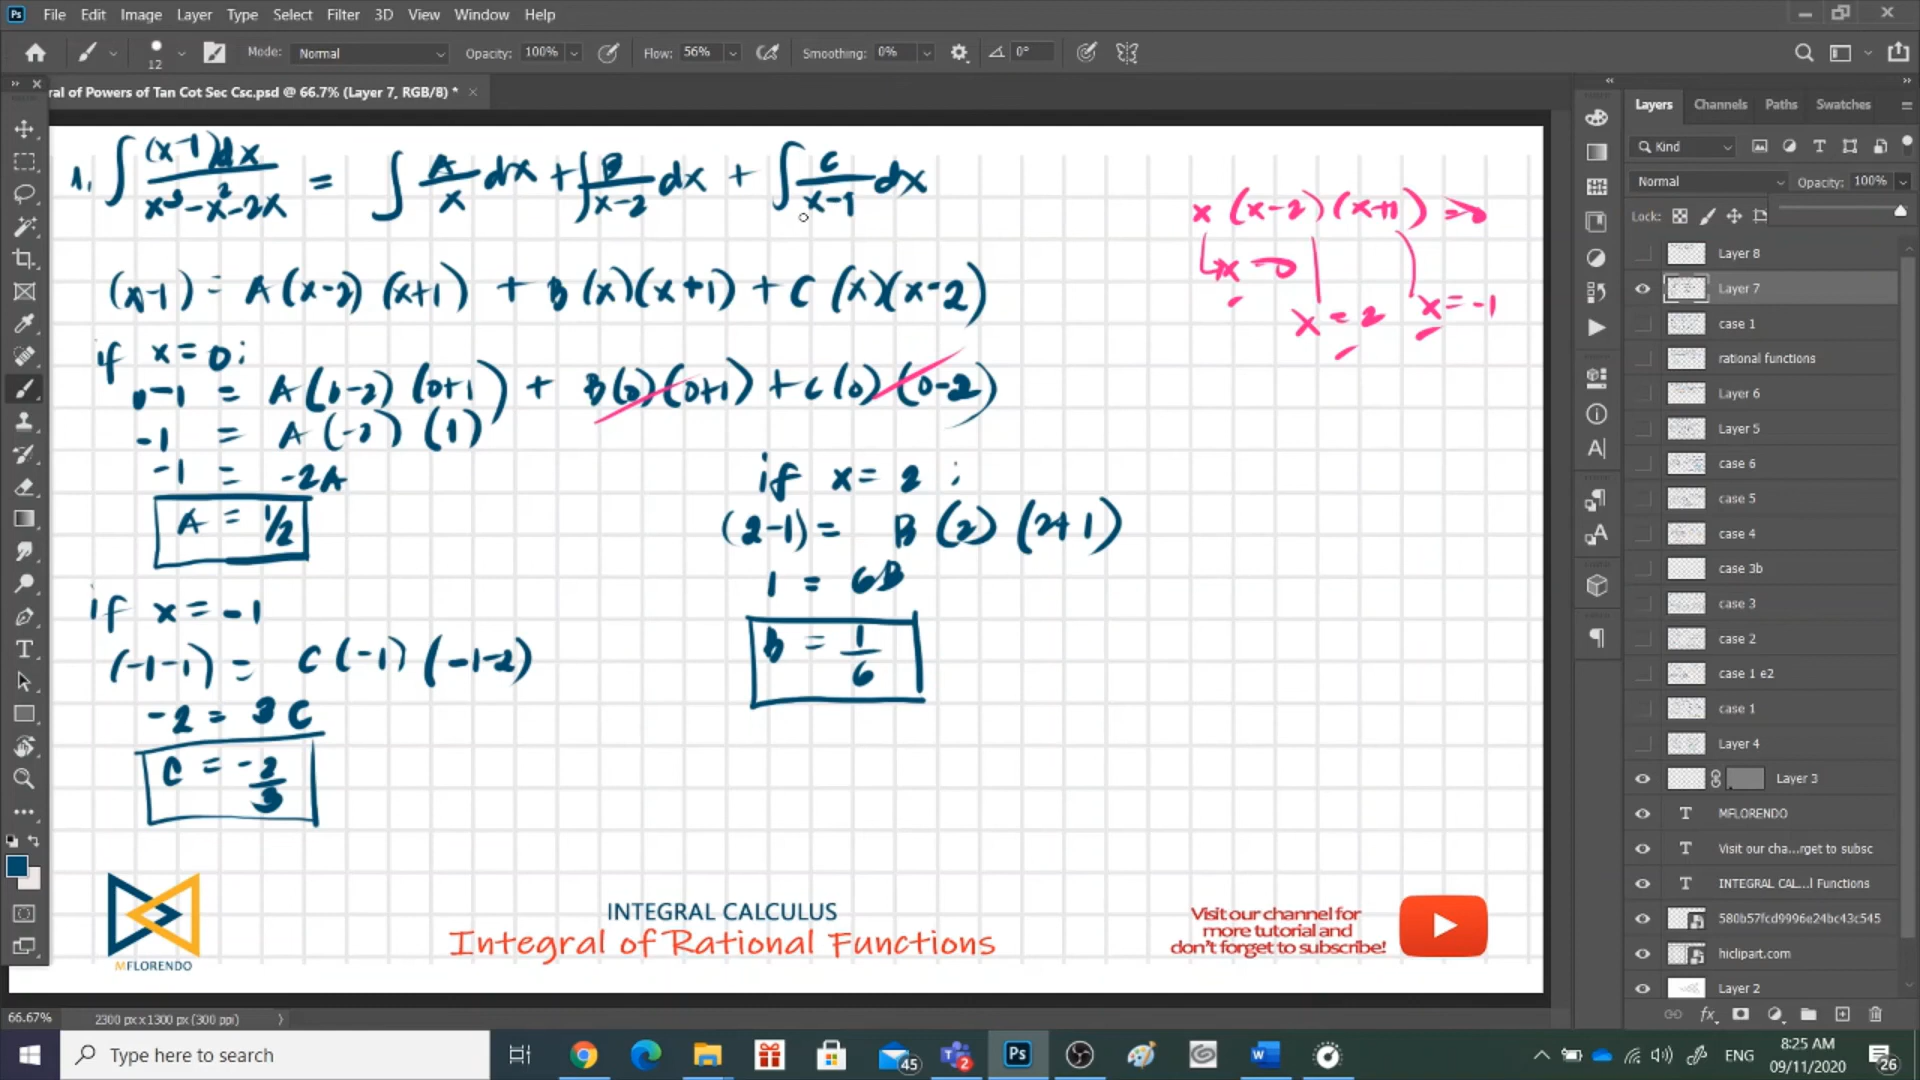 File Edit Image Layer Type Select Filter 3D View Window Help
12 Mode: Normal Opacity: 100% Flow: 56% Smoothing: 0% 0°
ral of Powers of Tan Cot Sec Csc.psd @ 66.7% (Layer 7, RGB/8) *
1. ∫ (x-1)dx / x³-x²-2x = ∫ A/x dx + ∫ B/x-2 dx + ∫ C/x-1 dx
(x-1) = A(x-2)(x+1) + B(x)(x+1) + C(x)(x-2)
if x=0;
0-1 = A(0-2)(0+1) + B(0)(0+1) + C(0)(0-2)
-1 = A(-2)(1)
-1 = -2A
A = 1/2
if x=-1
(-1-1) = C(-1)(-1-2)
-2 = 3C
C = -2/3
if x=2;
(2-1) = B(2)(2+1)
1 = 6B
B = 1/6
x(x-2)(x+1)=0
x=0
x=2
x=-1
MFLORENDO
INTEGRAL CALCULUS
Integral of Rational Functions
Visit our channel for
more tutorial and
don't forget to subscribe!
Layers Channels Paths Swatches
Kind
Normal Opacity: 100%
Lock:
Layer 8
Layer 7
case 1
rational functions
Layer 6
Layer 5
case 6
case 5
case 4
case 3b
case 3
case 2
case 1 e2
case 1
Layer 4
Layer 3
MFLORENDO
Visit our cha...rget to subsc
INTEGRAL CAL...l Functions
580b57fcd9996e24bc43c545
hiclipart.com
Layer 2
66.67% 2300 px x 1300 px (300 ppi)
Type here to search
45
2
ENG
8:25 AM
09/11/2020
26